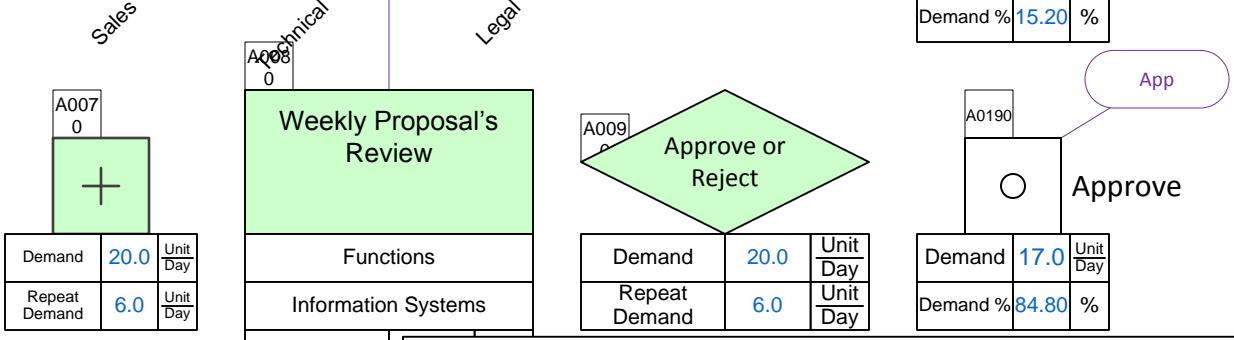 Sales
Technical
Legal
Demand % 15.20 %
A008
0
App
A007
0
Weekly Proposal's
Review
A009
Approve or
Reject
A0190
Approve
Demand 20.0 Unit
Day
Functions
Demand 20.0 Unit
Day
Demand 17.0 Unit
Day
Repeat
Demand 6.0 Unit
Day
Information Systems
Repeat
Demand 6.0 Unit
Day
Demand % 84.80 %